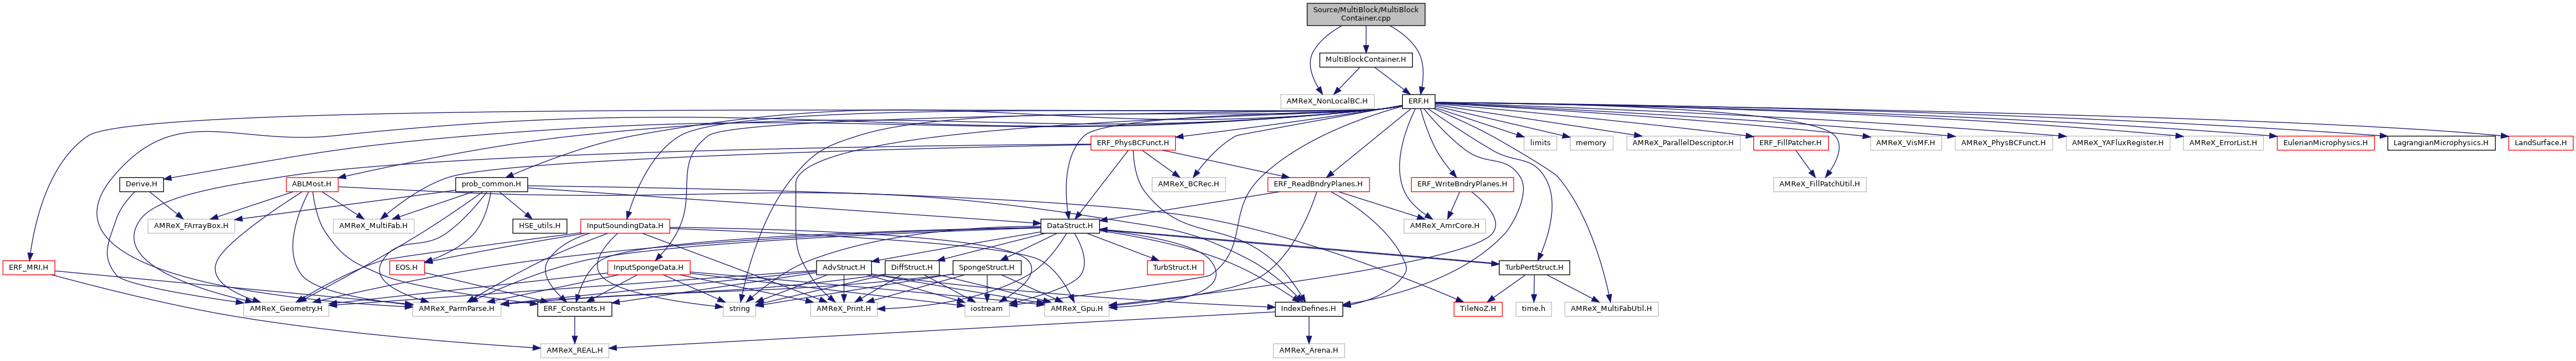 Source/MultiBlock/MultiBlock
Container.cpp
MultiBlockContainer.H
AMReX_NonLocalBC.H
ERF.H
ERF_PhysBCFunct.H
limits
memory
AMReX_ParallelDescriptor.H
ERF_FillPatcher.H
AMReX_VisMF.H
AMReX_PhysBCFunct.H
AMReX_YAFluxRegister.H
AMReX_ErrorList.H
EulerianMicrophysics.H
LagrangianMicrophysics.H
LandSurface.H
Derive.H
ABLMost.H
prob_common.H
AMReX_BCRec.H
ERF_ReadBndryPlanes.H
ERF_WriteBndryPlanes.H
AMReX_FillPatchUtil.H
AMReX_FArrayBox.H
AMReX_MultiFab.H
HSE_utils.H
InputSoundingData.H
DataStruct.H
AMReX_AmrCore.H
ERF_MRI.H
EOS.H
InputSpongeData.H
AdvStruct.H
DiffStruct.H
SpongeStruct.H
TurbStruct.H
TurbPertStruct.H
AMReX_Geometry.H
AMReX_ParmParse.H
ERF_Constants.H
string
AMReX_Print.H
iostream
AMReX_Gpu.H
IndexDefines.H
TileNoZ.H
time.h
AMReX_MultiFabUtil.H
AMReX_REAL.H
AMReX_Arena.H